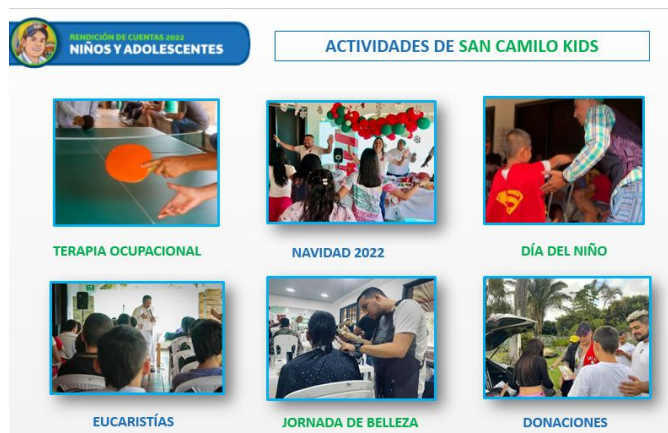 RENDICIÓN DE CUENTAS 2022
NIÑOS Y ADOLESCENTES
ACTIVIDADES DE SAN CAMILO KIDS
TERAPIA OCUPACIONAL
NAVIDAD 2022
DÍA DEL NIÑO
EUCARISTÍAS
JORNADA DE BELLEZA
DONACIONES